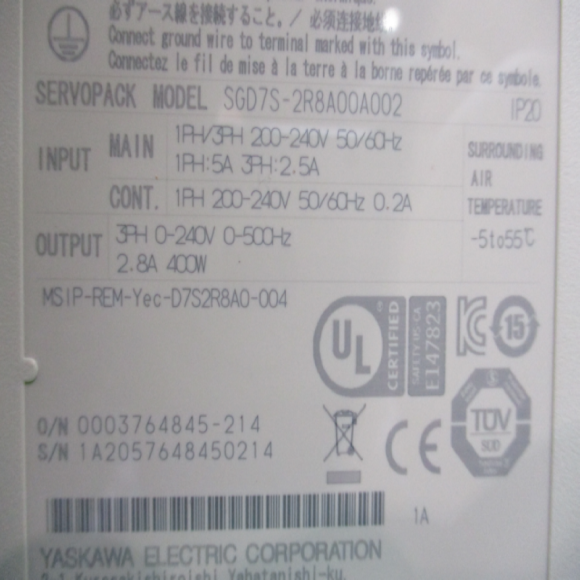 必ずアース線を接続すること。/ 必须连接地线
Connect ground wire to terminal marked with this symbol.
Connectez le fil de mise à la terre à la borne repérée par ce symbole.
SERVOPACK MODEL SGD7S-2R8A00A002 IP20
INPUT MAIN 1PH/3PH 200-240V 50/60Hz
1PH:5A 3PH:2.5A
CONT. 1PH 200-240V 50/60Hz 0.2A
SURROUNDING
AIR
TEMPERATURE
-5to55℃
OUTPUT 3PH 0-240V 0-500Hz
2.8A 400W
MSIP-REM-Yec-D7S2R8A0-004
UL CERTIFIED
SAFETY US-CA
E147823
15
TÜV
SÜD
CE
O/N 0003764845-214
S/N 1A2057648450214
1A
YASKAWA ELECTRIC CORPORATION
2-1 Kurosakishiroishi Yahatanishi-ku,